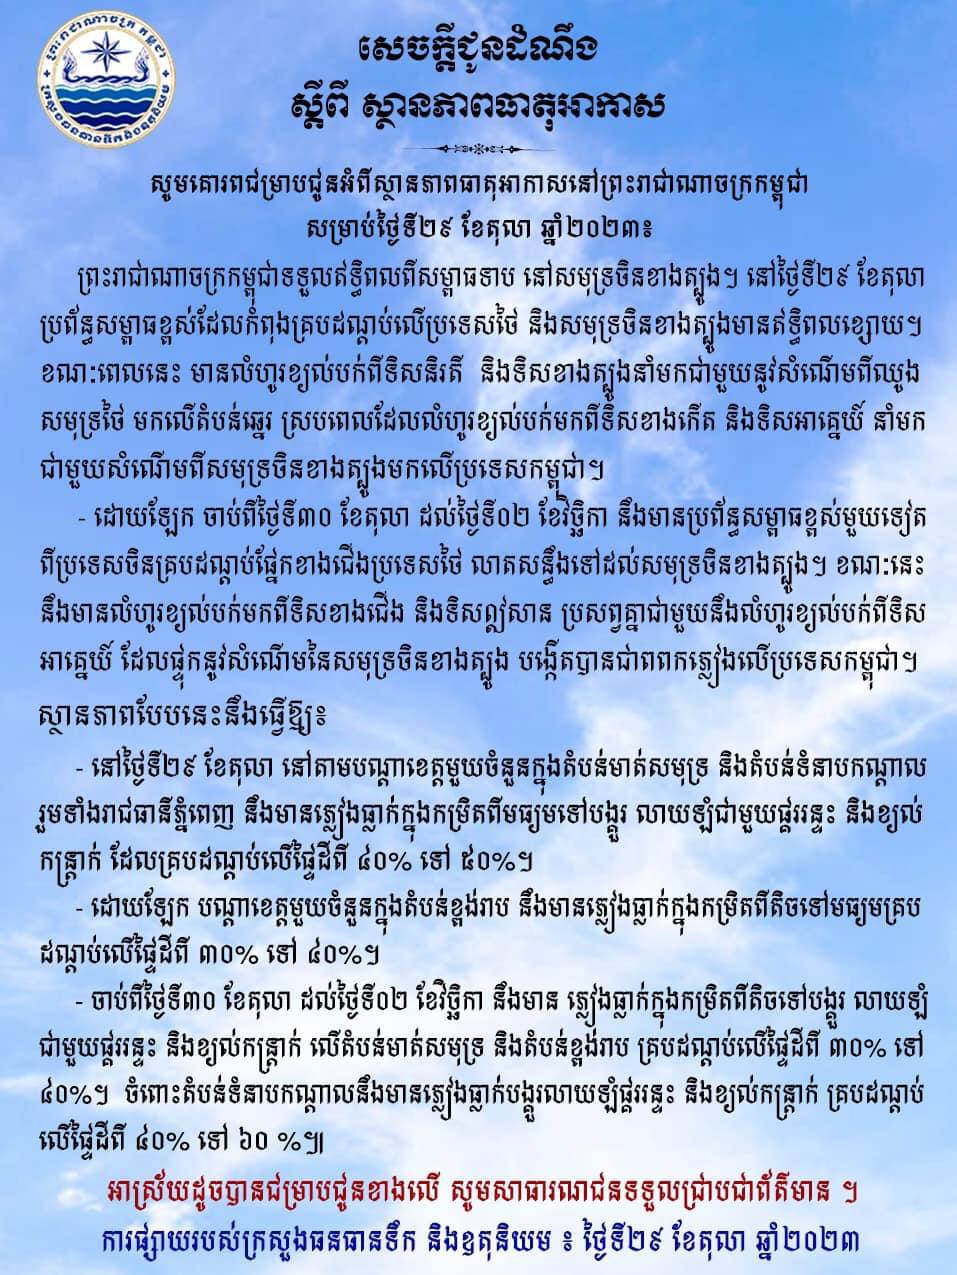 ព្រះរាជាណាចក្រ កម្ពុជា
ក្រសួងធនធានទឹកនិងឧតុនិយម
សេចក្តីជូនដំណឹង
ស្តីពី ស្ថានភាពធាតុអាកាស
សូមគោរពជម្រាបជូនអំពីស្ថានភាពធាតុអាកាសនៅព្រះរាជាណាចក្រកម្ពុជា
សម្រាប់ថ្ងៃទី២៩ ខែតុលា ឆ្នាំ២០២៣៖
ព្រះរាជាណាចក្រកម្ពុជាទទួលឥទ្ធិពលពីសម្ពាធទាប នៅសមុទ្រចិនខាងត្បូង។ នៅថ្ងៃទី២៩ ខែតុលា
ប្រព័ន្ធសម្ពាធខ្ពស់ដែលកំពុងគ្របដណ្តប់លើប្រទេសថៃ និងសមុទ្រចិនខាងត្បូងមានឥទ្ធិពលខ្សោយ។
ខណៈពេលនេះ មានលំហូរខ្យល់បក់ពីទិសនិរតី និងទិសខាងត្បូងនាំមកជាមួយនូវសំណើមពីឈូង
សមុទ្រថៃ មកលើតំបន់ឆ្នេរ ស្របពេលដែលលំហូរខ្យល់បក់មកពីទិសខាងកើត និងទិសអាគ្នេយ៍ នាំមក
ជាមួយសំណើមពីសមុទ្រចិនខាងត្បូងមកលើប្រទេសកម្ពុជា។
- ដោយឡែក ចាប់ពីថ្ងៃទី៣០ ខែតុលា ដល់ថ្ងៃទី០២ ខែវិច្ឆិកា នឹងមានប្រព័ន្ធសម្ពាធខ្ពស់មួយទៀត
ពីប្រទេសចិនគ្របដណ្តប់ផ្នែកខាងជើងប្រទេសថៃ លាតសន្ធឹងទៅដល់សមុទ្រចិនខាងត្បូង។ ខណៈនេះ
នឹងមានលំហូរខ្យល់បក់មកពីទិសខាងជើង និងទិសឦសាន ប្រសព្វគ្នាជាមួយនឹងលំហូរខ្យល់បក់ពីទិស
អាគ្នេយ៍ ដែលផ្ទុកនូវសំណើមនៃសមុទ្រចិនខាងត្បូង បង្កើតបានជាពពកភ្លៀងលើប្រទេសកម្ពុជា។
ស្ថានភាពបែបនេះនឹងធ្វើឱ្យ៖
- នៅថ្ងៃទី២៩ ខែតុលា នៅតាមបណ្តាខេត្តមួយចំនួនក្នុងតំបន់មាត់សមុទ្រ និងតំបន់ទំនាបកណ្តាល
រួមទាំងរាជធានីភ្នំពេញ នឹងមានភ្លៀងធ្លាក់ក្នុងកម្រិតពីមធ្យមទៅបង្គួរ លាយឡំជាមួយផ្គររន្ទះ និងខ្យល់
កន្ត្រាក់ ដែលគ្របដណ្តប់លើផ្ទៃដីពី ៤០% ទៅ ៥០%។
- ដោយឡែក បណ្តាខេត្តមួយចំនួនក្នុងតំបន់ខ្ពង់រាប នឹងមានភ្លៀងធ្លាក់ក្នុងកម្រិតពីតិចទៅមធ្យមគ្រប
ដណ្តប់លើផ្ទៃដីពី ៣០% ទៅ ៤០%។
- ចាប់ពីថ្ងៃទី៣០ ខែតុលា ដល់ថ្ងៃទី០២ ខែវិច្ឆិកា នឹងមាន ភ្លៀងធ្លាក់ក្នុងកម្រិតពីតិចទៅបង្គួរ លាយឡំ
ជាមួយផ្គររន្ទះ និងខ្យល់កន្ត្រាក់ លើតំបន់មាត់សមុទ្រ និងតំបន់ខ្ពង់រាប គ្របដណ្តប់លើផ្ទៃដីពី ៣០% ទៅ
៤០%។ ចំពោះតំបន់ទំនាបកណ្តាលនឹងមានភ្លៀងធ្លាក់បង្គួរលាយឡំផ្គររន្ទះ និងខ្យល់កន្ត្រាក់ គ្របដណ្តប់
លើផ្ទៃដីពី ៤០% ទៅ ៦០ %៕
អាស្រ័យដូចបានជម្រាបជូនខាងលើ សូមសាធារណជនទទួលជ្រាបជាព័ត៌មាន ។
ការផ្សាយរបស់ក្រសួងធនធានទឹក និងឧតុនិយម ៖ ថ្ងៃទី២៩ ខែតុលា ឆ្នាំ២០២៣